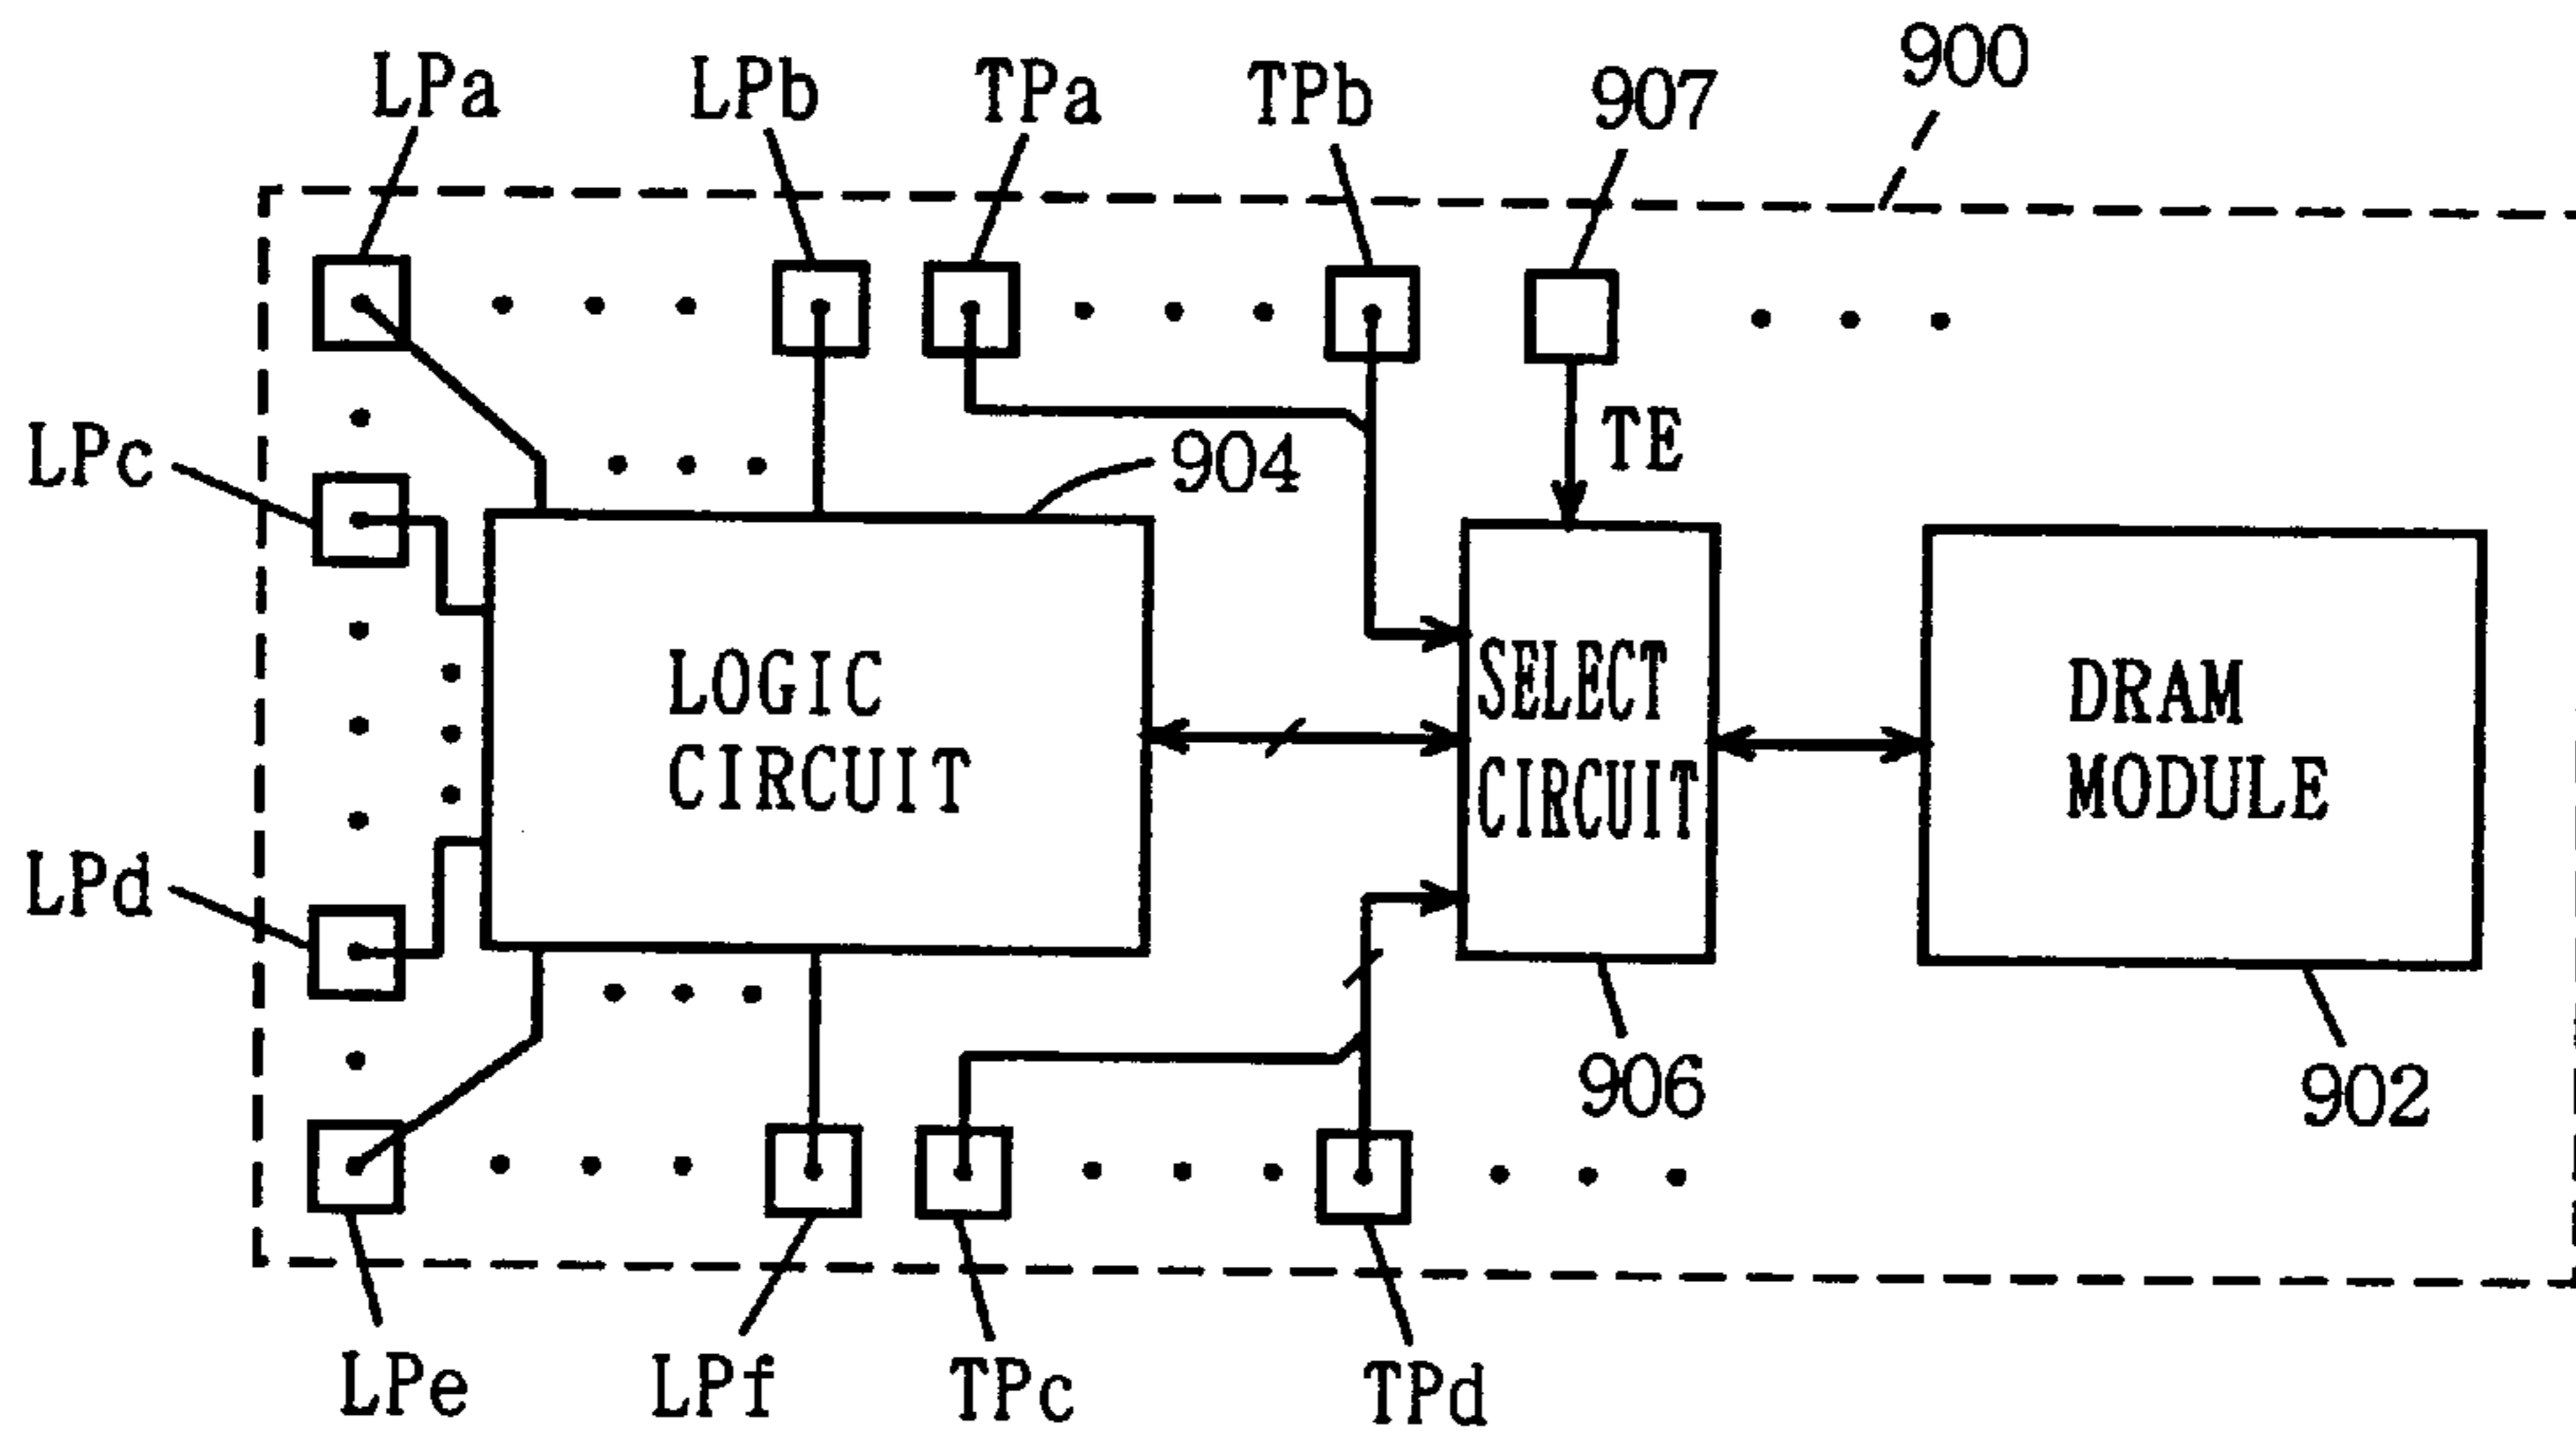 900
LPa LPb TPa TPb 907
LPc
904
TE
LOGIC
CIRCUIT
SELECT
CIRCUIT
DRAM
MODULE
LPd
906
902
LPe LPf TPc TPd